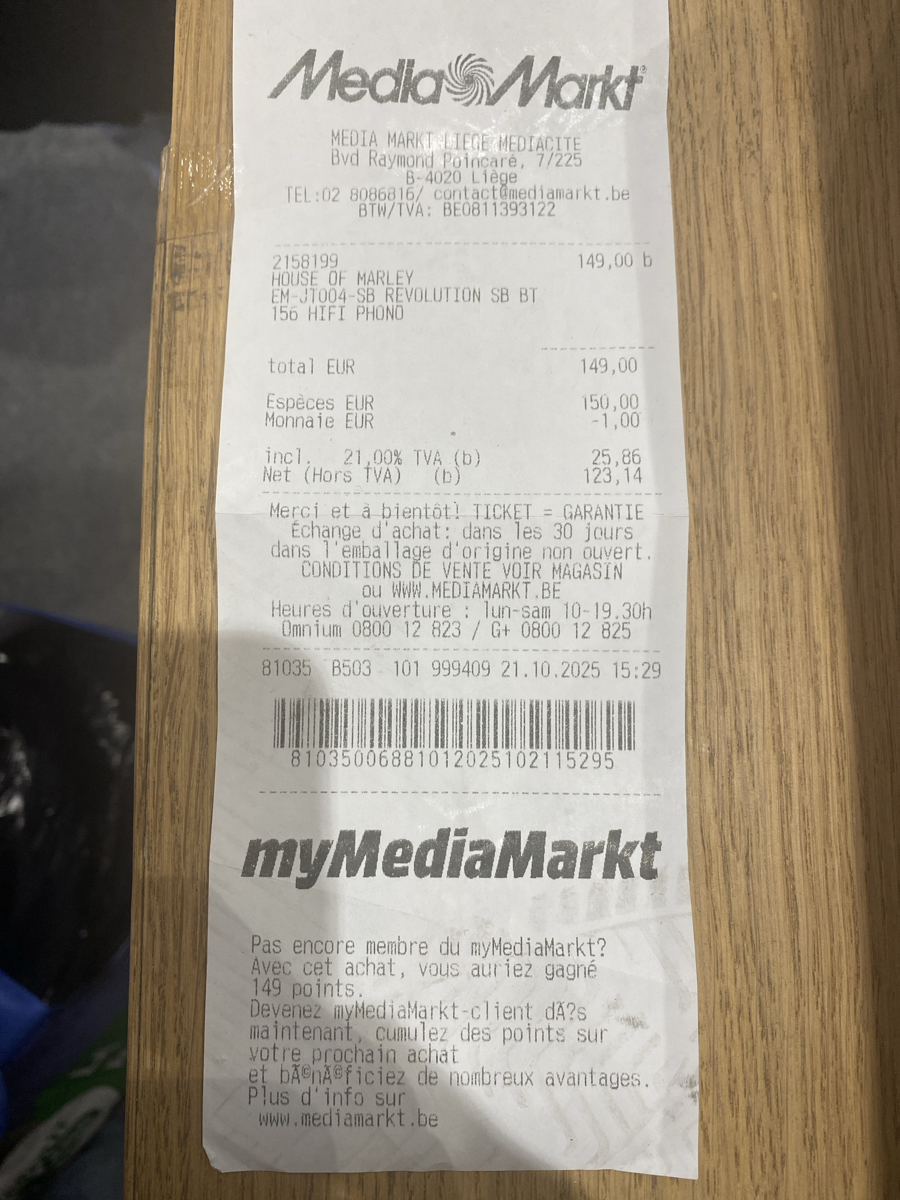 Media Markt®
MEDIA MARKT LIEGE MEDIACITE
Bvd Raymond Poincaré, 7/225
B-4020 Liège
TEL:02 8086816/ contact@mediamarkt.be
BTW/TVA: BE0811393122
2158199 149,00 b
HOUSE OF MARLEY
EM-JT004-SB REVOLUTION SB BT
156 HIFI PHONO
total EUR 149,00
Espèces EUR 150,00
Monnaie EUR -1,00
incl. 21,00% TVA (b) 25,86
Net (Hors TVA) (b) 123,14
Merci et à bientôt! TICKET = GARANTIE
Échange d'achat: dans les 30 jours
dans l'emballage d'origine non ouvert.
CONDITIONS DE VENTE VOIR MAGASIN
ou WWW.MEDIAMARKT.BE
Heures d'ouverture : lun-sam 10-19.30h
Omnium 0800 12 823 / G+ 0800 12 825
81035 B503 101 999409 21.10.2025 15:29
8103500688101202510211529​5
myMediaMarkt
Pas encore membre du myMediaMarkt?
Avec cet achat, vous auriez gagné
149 points.
Devenez myMediaMarkt-client dÃ?s
maintenant, cumulez des points sur
votre prochain achat
et bÃ©nÃ©ficiez de nombreux avantages.
Plus d'info sur
www.mediamarkt.be